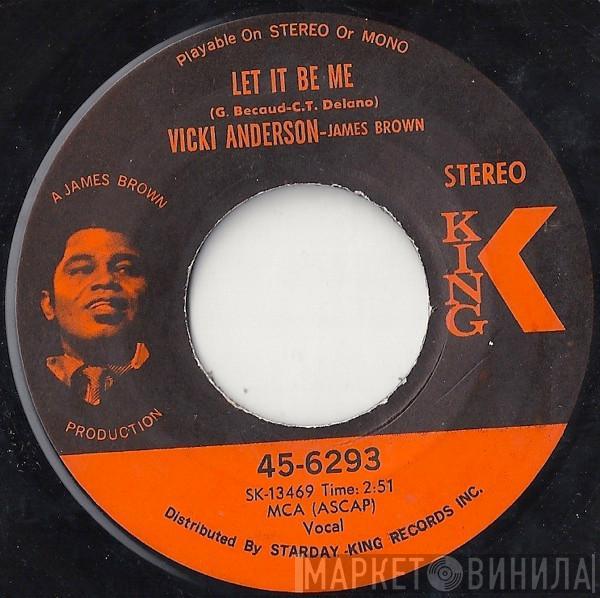 Playable On STEREO Or MONO
LET IT BE ME
(G. Becaud-C.T. Delano)
VICKI ANDERSON-JAMES BROWN
A JAMES BROWN
PRODUCTION
STEREO
KING
K
45-6293
SK-13469 Time: 2:51
MCA (ASCAP)
Vocal
Distributed By STARDAY-KING RECORDS INC.
МАРКЕТ ВИНИЛА